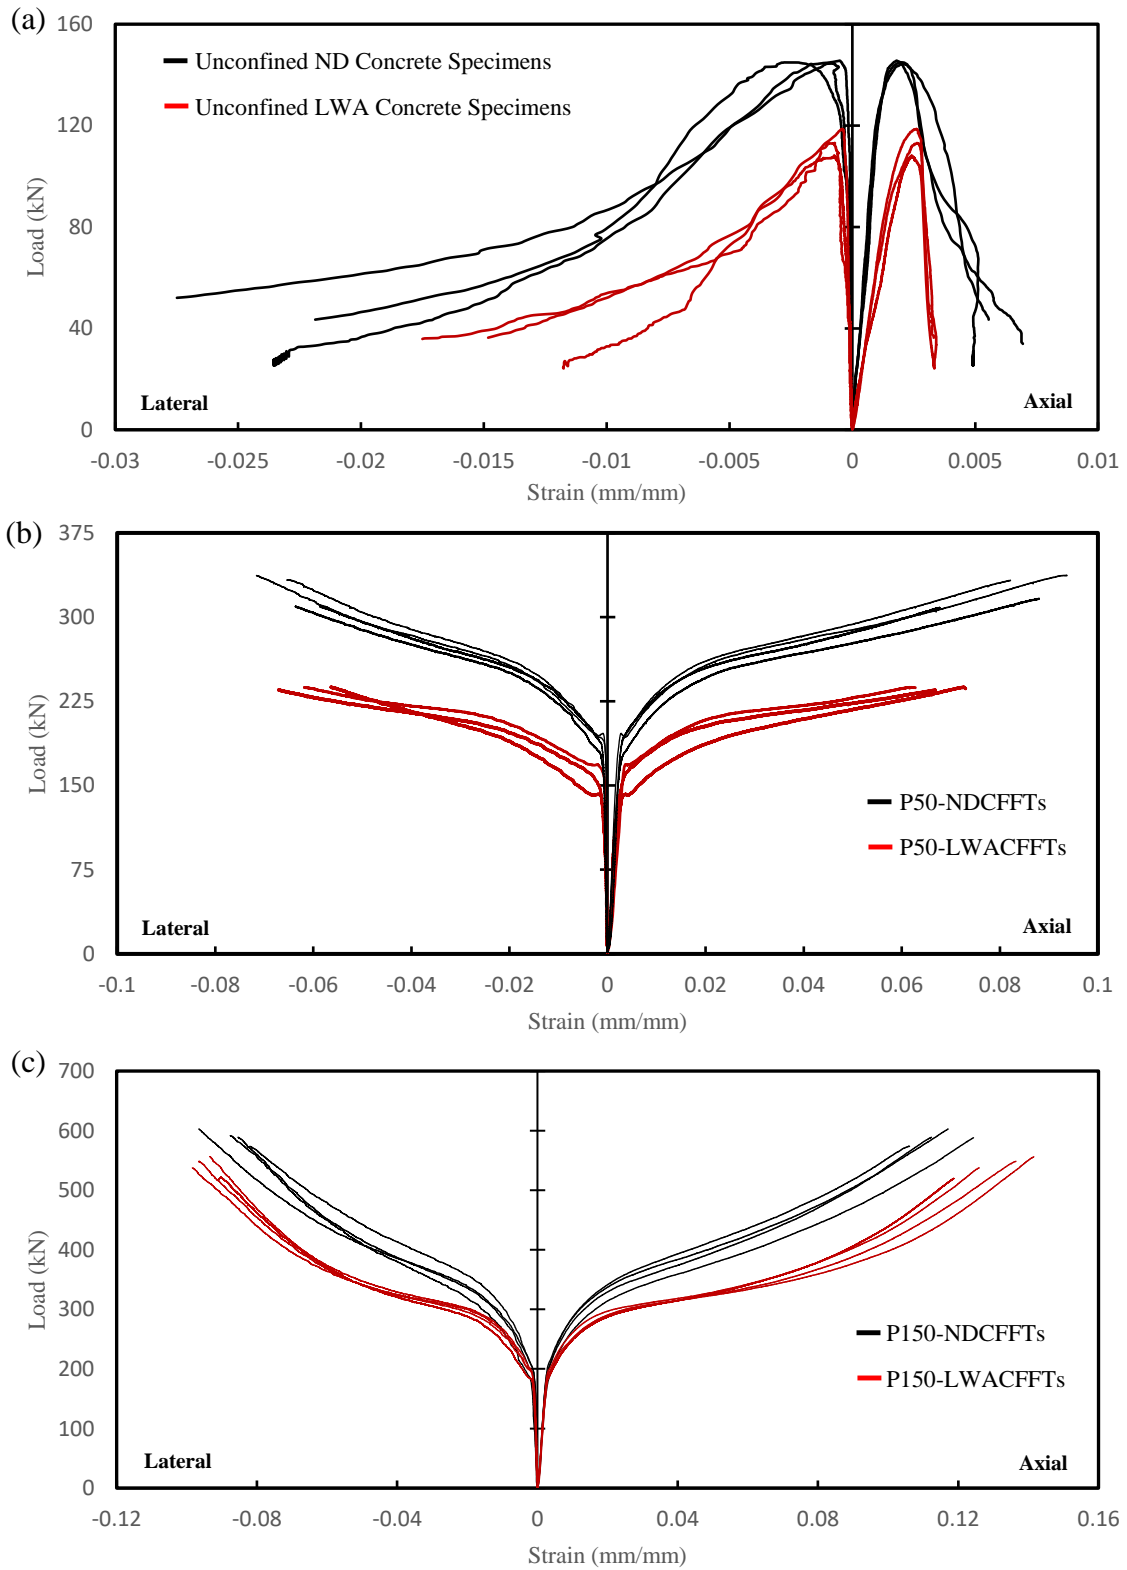 (a)
160
120
80
40
0
Load (kN)
Unconfined ND Concrete Specimens
Unconfined LWA Concrete Specimens
Lateral
Axial
-0.03 -0.025 -0.02 -0.015 -0.01 -0.005 0 0.005 0.01
Strain (mm/mm)
(b)
375
300
225
150
75
0
Load (kN)
P50-NDCFFTs
P50-LWACFFTs
Lateral
Axial
-0.1 -0.08 -0.06 -0.04 -0.02 0 0.02 0.04 0.06 0.08 0.1
Strain (mm/mm)
(c)
700
600
500
400
300
200
100
0
Load (kN)
P150-NDCFFTs
P150-LWACFFTs
Lateral
Axial
-0.12 -0.08 -0.04 0 0.04 0.08 0.12 0.16
Strain (mm/mm)